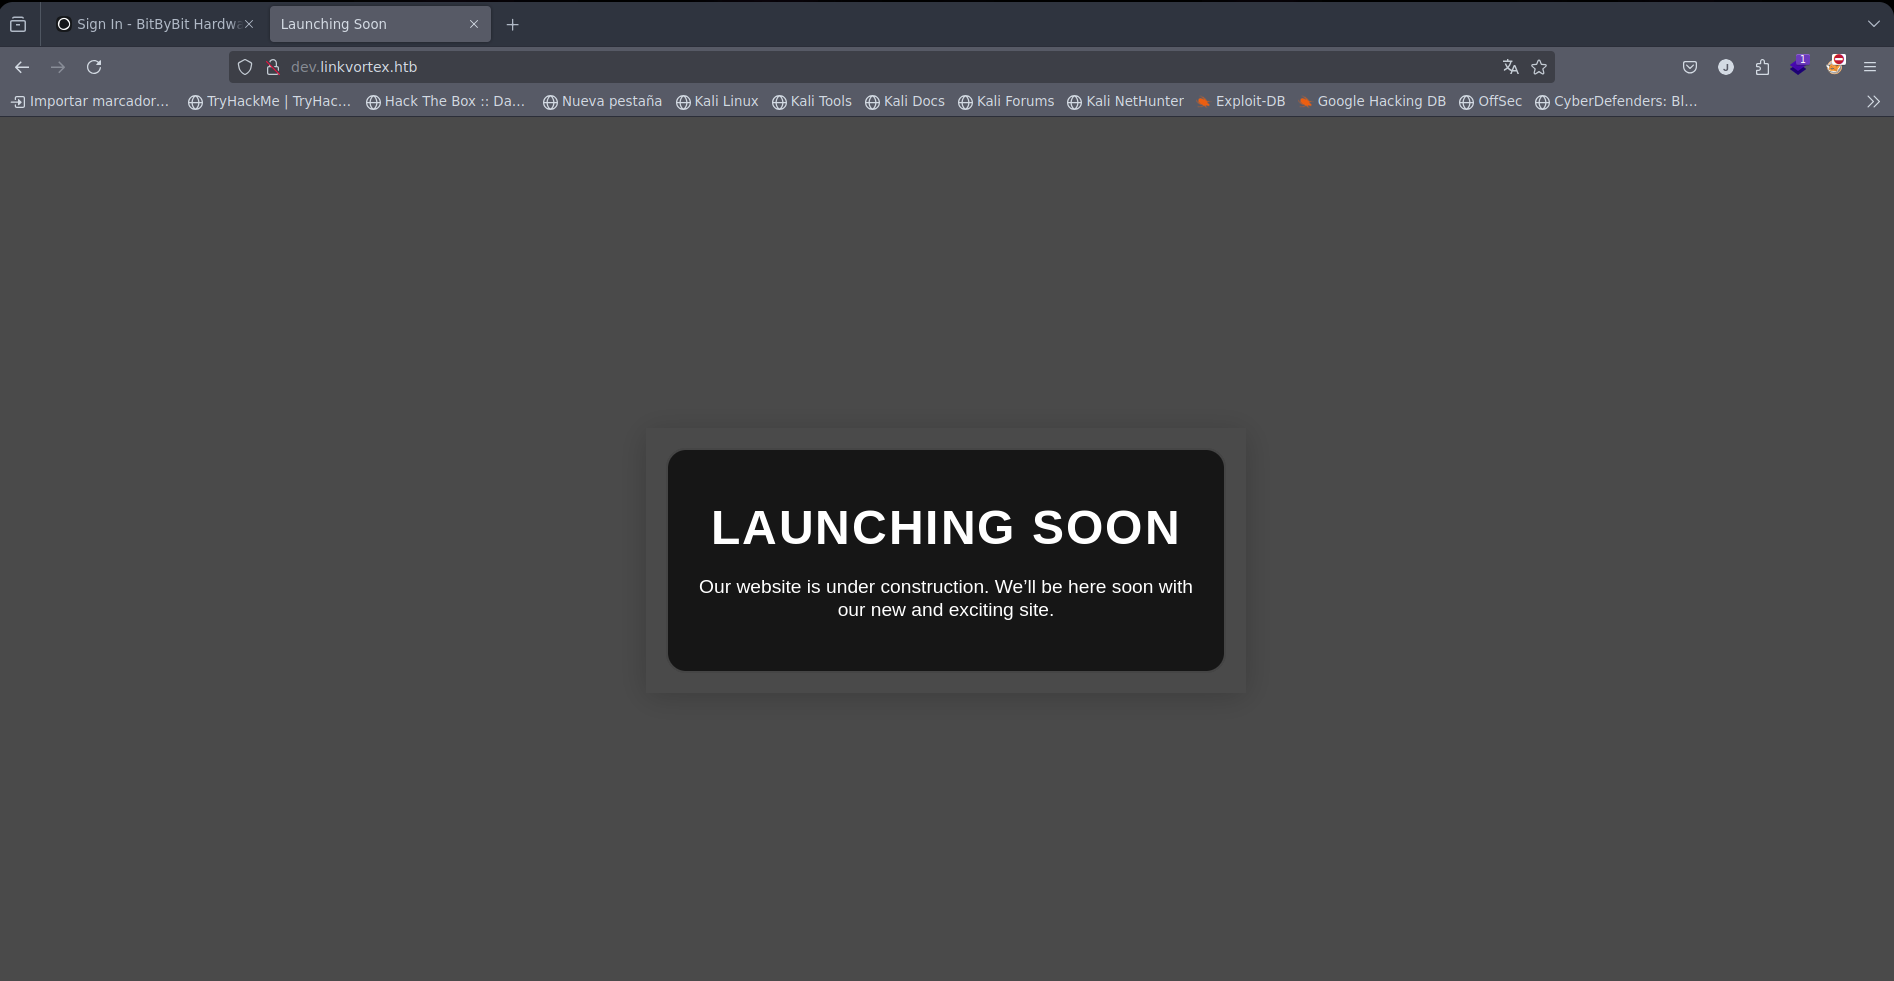 Sign In - BitByBit Hardwa
Launching Soon
dev.linkvortex.htb
1
J
Importar marcador… TryHackMe | TryHac… Hack The Box :: Da… Nueva pestaña Kali Linux Kali Tools Kali Docs Kali Forums Kali NetHunter Exploit-DB Google Hacking DB OffSec CyberDefenders: Bl…
LAUNCHING SOON
Our website is under construction. We’ll be here soon with
our new and exciting site.